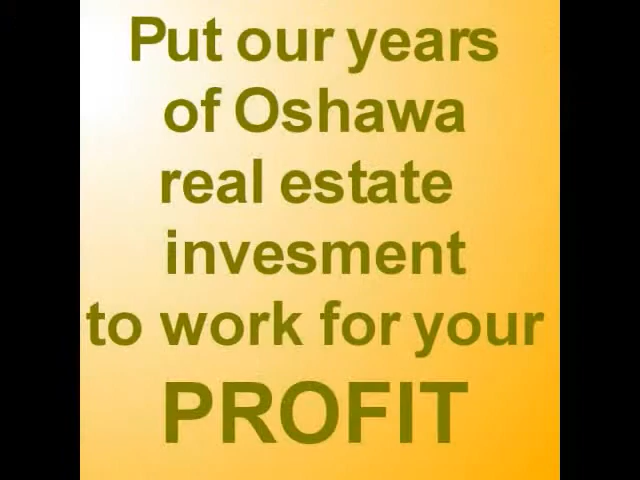 Put our years
of Oshawa
real estate
invesment
to work for your
PROFIT